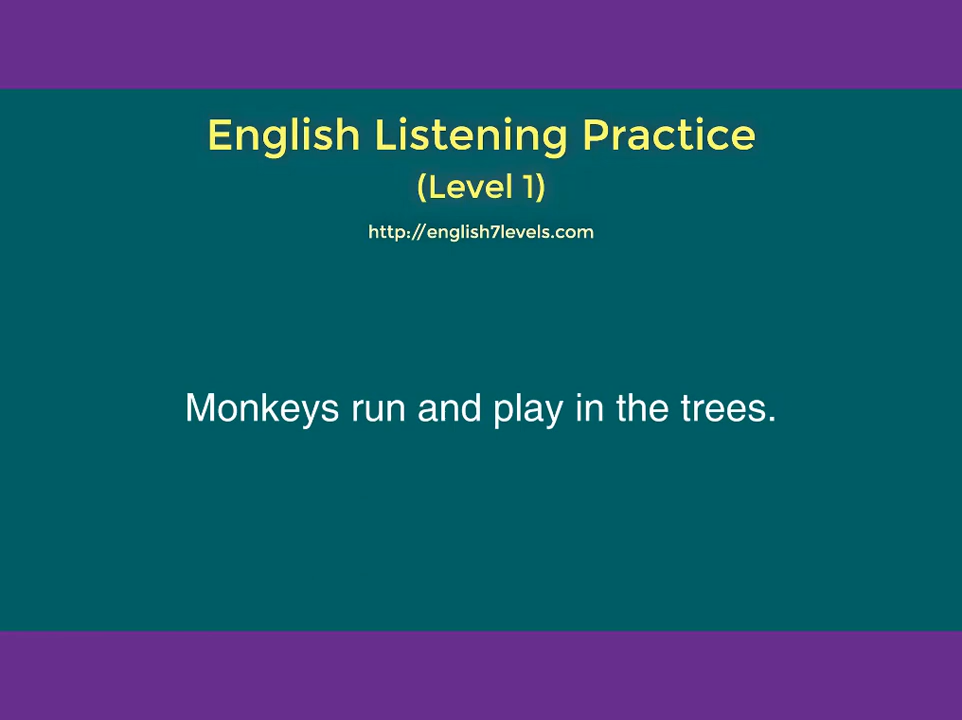 English Listening Practice
(Level 1)
http://english7levels.com
Monkeys run and play in the trees.